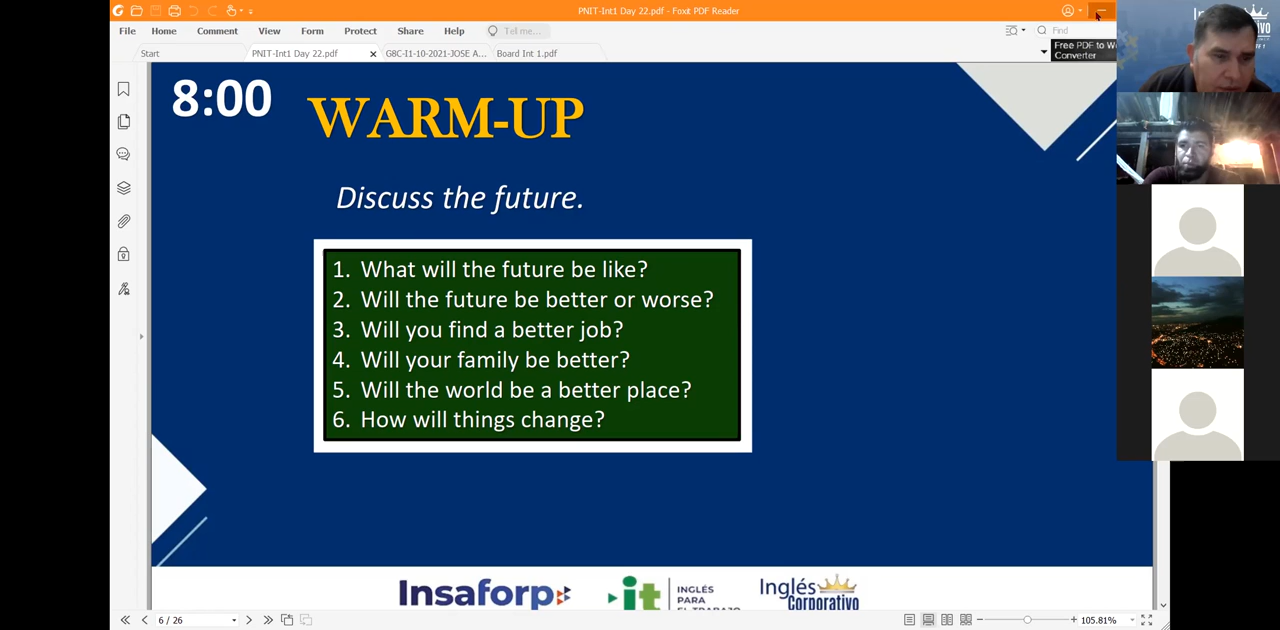 PNIT-Int1 Day 22.pdf - Foxit PDF Reader
File Home Comment View Form Protect Share Help Tell me... Find
Start PNIT-Int1 Day 22.pdf G8C-I1-10-2021-JOSE A... Board Int 1.pdf
Free PDF to W
Converter
8:00
WARM-UP
Discuss the future.
1. What will the future be like?
2. Will the future be better or worse?
3. Will you find a better job?
4. Will your family be better?
5. Will the world be a better place?
6. How will things change?
Insaforp
it
INGLÉS
PARA
EL TRABAJO
Inglés
Corporativo
6 / 26
105.81%